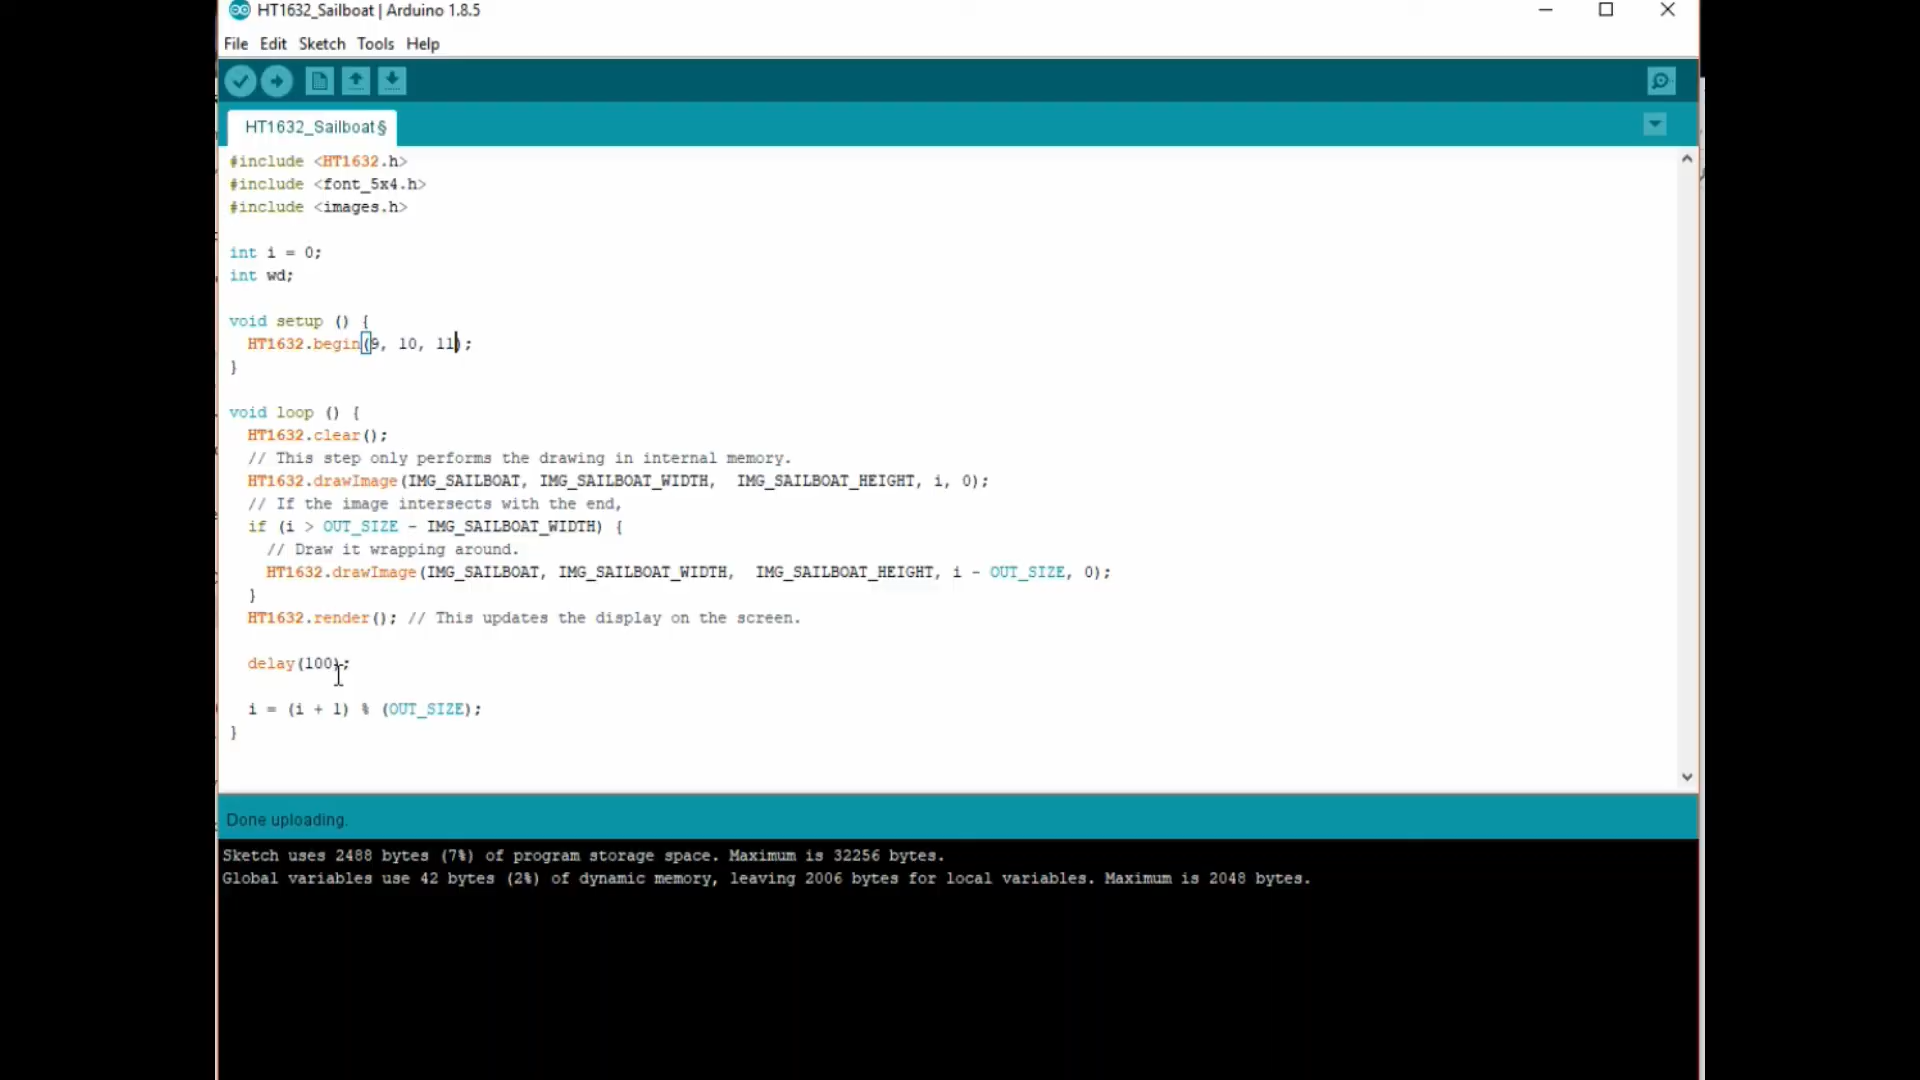 HT1632_Sailboat | Arduino 1.8.5
File Edit Sketch Tools Help
HT1632_Sailboat§
#include <HT1632.h>
#include <font_5x4.h>
#include <images.h>
int i = 0;
int wd;
void setup () {
HT1632.begin(9, 10, 11);
}
void loop () {
HT1632.clear();
// This step only performs the drawing in internal memory.
HT1632.drawImage(IMG_SAILBOAT, IMG_SAILBOAT_WIDTH,  IMG_SAILBOAT_HEIGHT, i, 0);
// If the image intersects with the end,
if (i > OUT_SIZE - IMG_SAILBOAT_WIDTH) {
// Draw it wrapping around.
HT1632.drawImage(IMG_SAILBOAT, IMG_SAILBOAT_WIDTH,  IMG_SAILBOAT_HEIGHT, i - OUT_SIZE, 0);
}
HT1632.render(); // This updates the display on the screen.
delay(100);
i = (i + 1) % (OUT_SIZE);
}
Done uploading.
Sketch uses 2488 bytes (7%) of program storage space. Maximum is 32256 bytes.
Global variables use 42 bytes (2%) of dynamic memory, leaving 2006 bytes for local variables. Maximum is 2048 bytes.